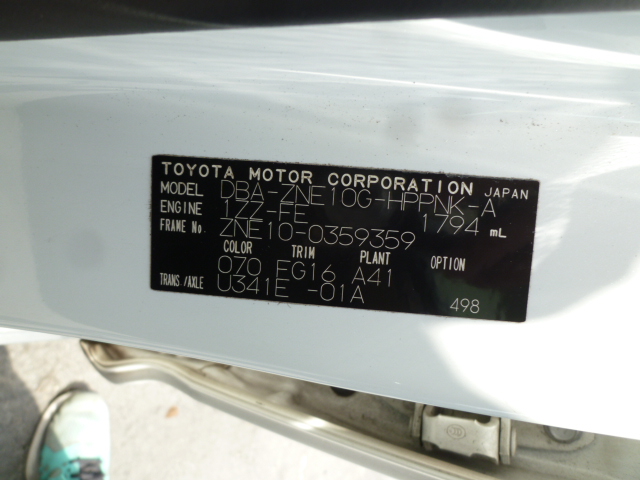 TOYOTA MOTOR CORPORATION JAPAN
MODEL DBA-ZNE10G-HPPNK-A
ENGINE 1ZZ-FE 1794 mL
FRAME No. ZNE10-0359359
COLOR TRIM PLANT OPTION
070 EG16 A41
TRANS./AXLE U341E -01A
498